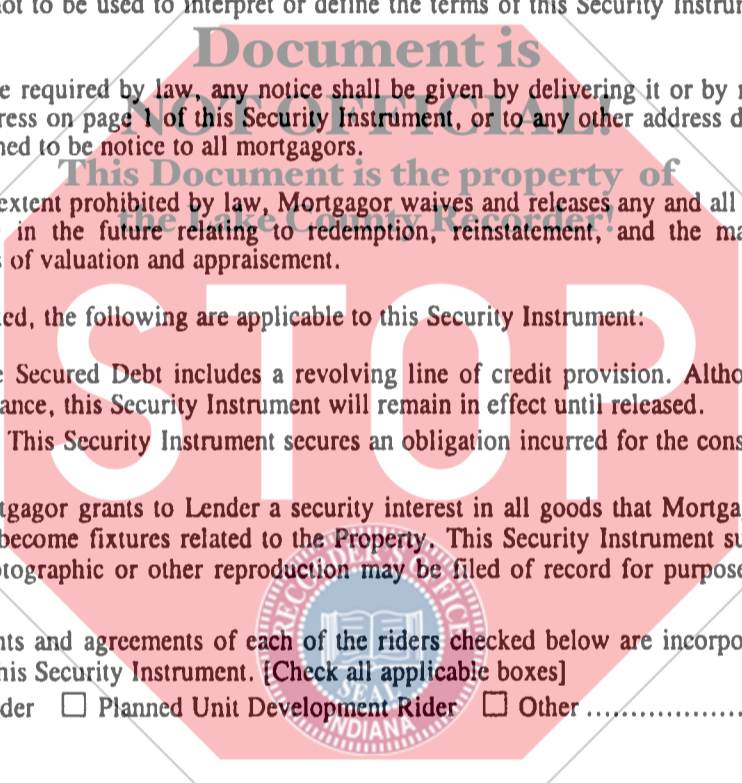 not to be used to interpret or define the terms of this Security Instrum
Document is
e required by law, any notice shall be given by delivering it or by
NOT OFFICIAL!
ress on page 1 of this Security Instrument, or to any other address d
ned to be notice to all mortgagors.
This Document is the property of
extent prohibited by law, Mortgagor waives and releases any and all
the Lake County Recorder!
in the future relating to redemption, reinstatement, and the ma
of valuation and appraisement.
STOP
ed, the following are applicable to this Security Instrument:
Secured Debt includes a revolving line of credit provision. Altho
ance, this Security Instrument will remain in effect until released.
This Security Instrument secures an obligation incurred for the cons
tgagor grants to Lender a security interest in all goods that Mortga
become fixtures related to the Property. This Security Instrument su
tographic or other reproduction may be filed of record for purpose
RECORDER'S OFFICE
SEAL
INDIANA
nts and agreements of each of the riders checked below are incorpo
his Security Instrument. [Check all applicable boxes]
der ☐ Planned Unit Development Rider ☐ Other ....................